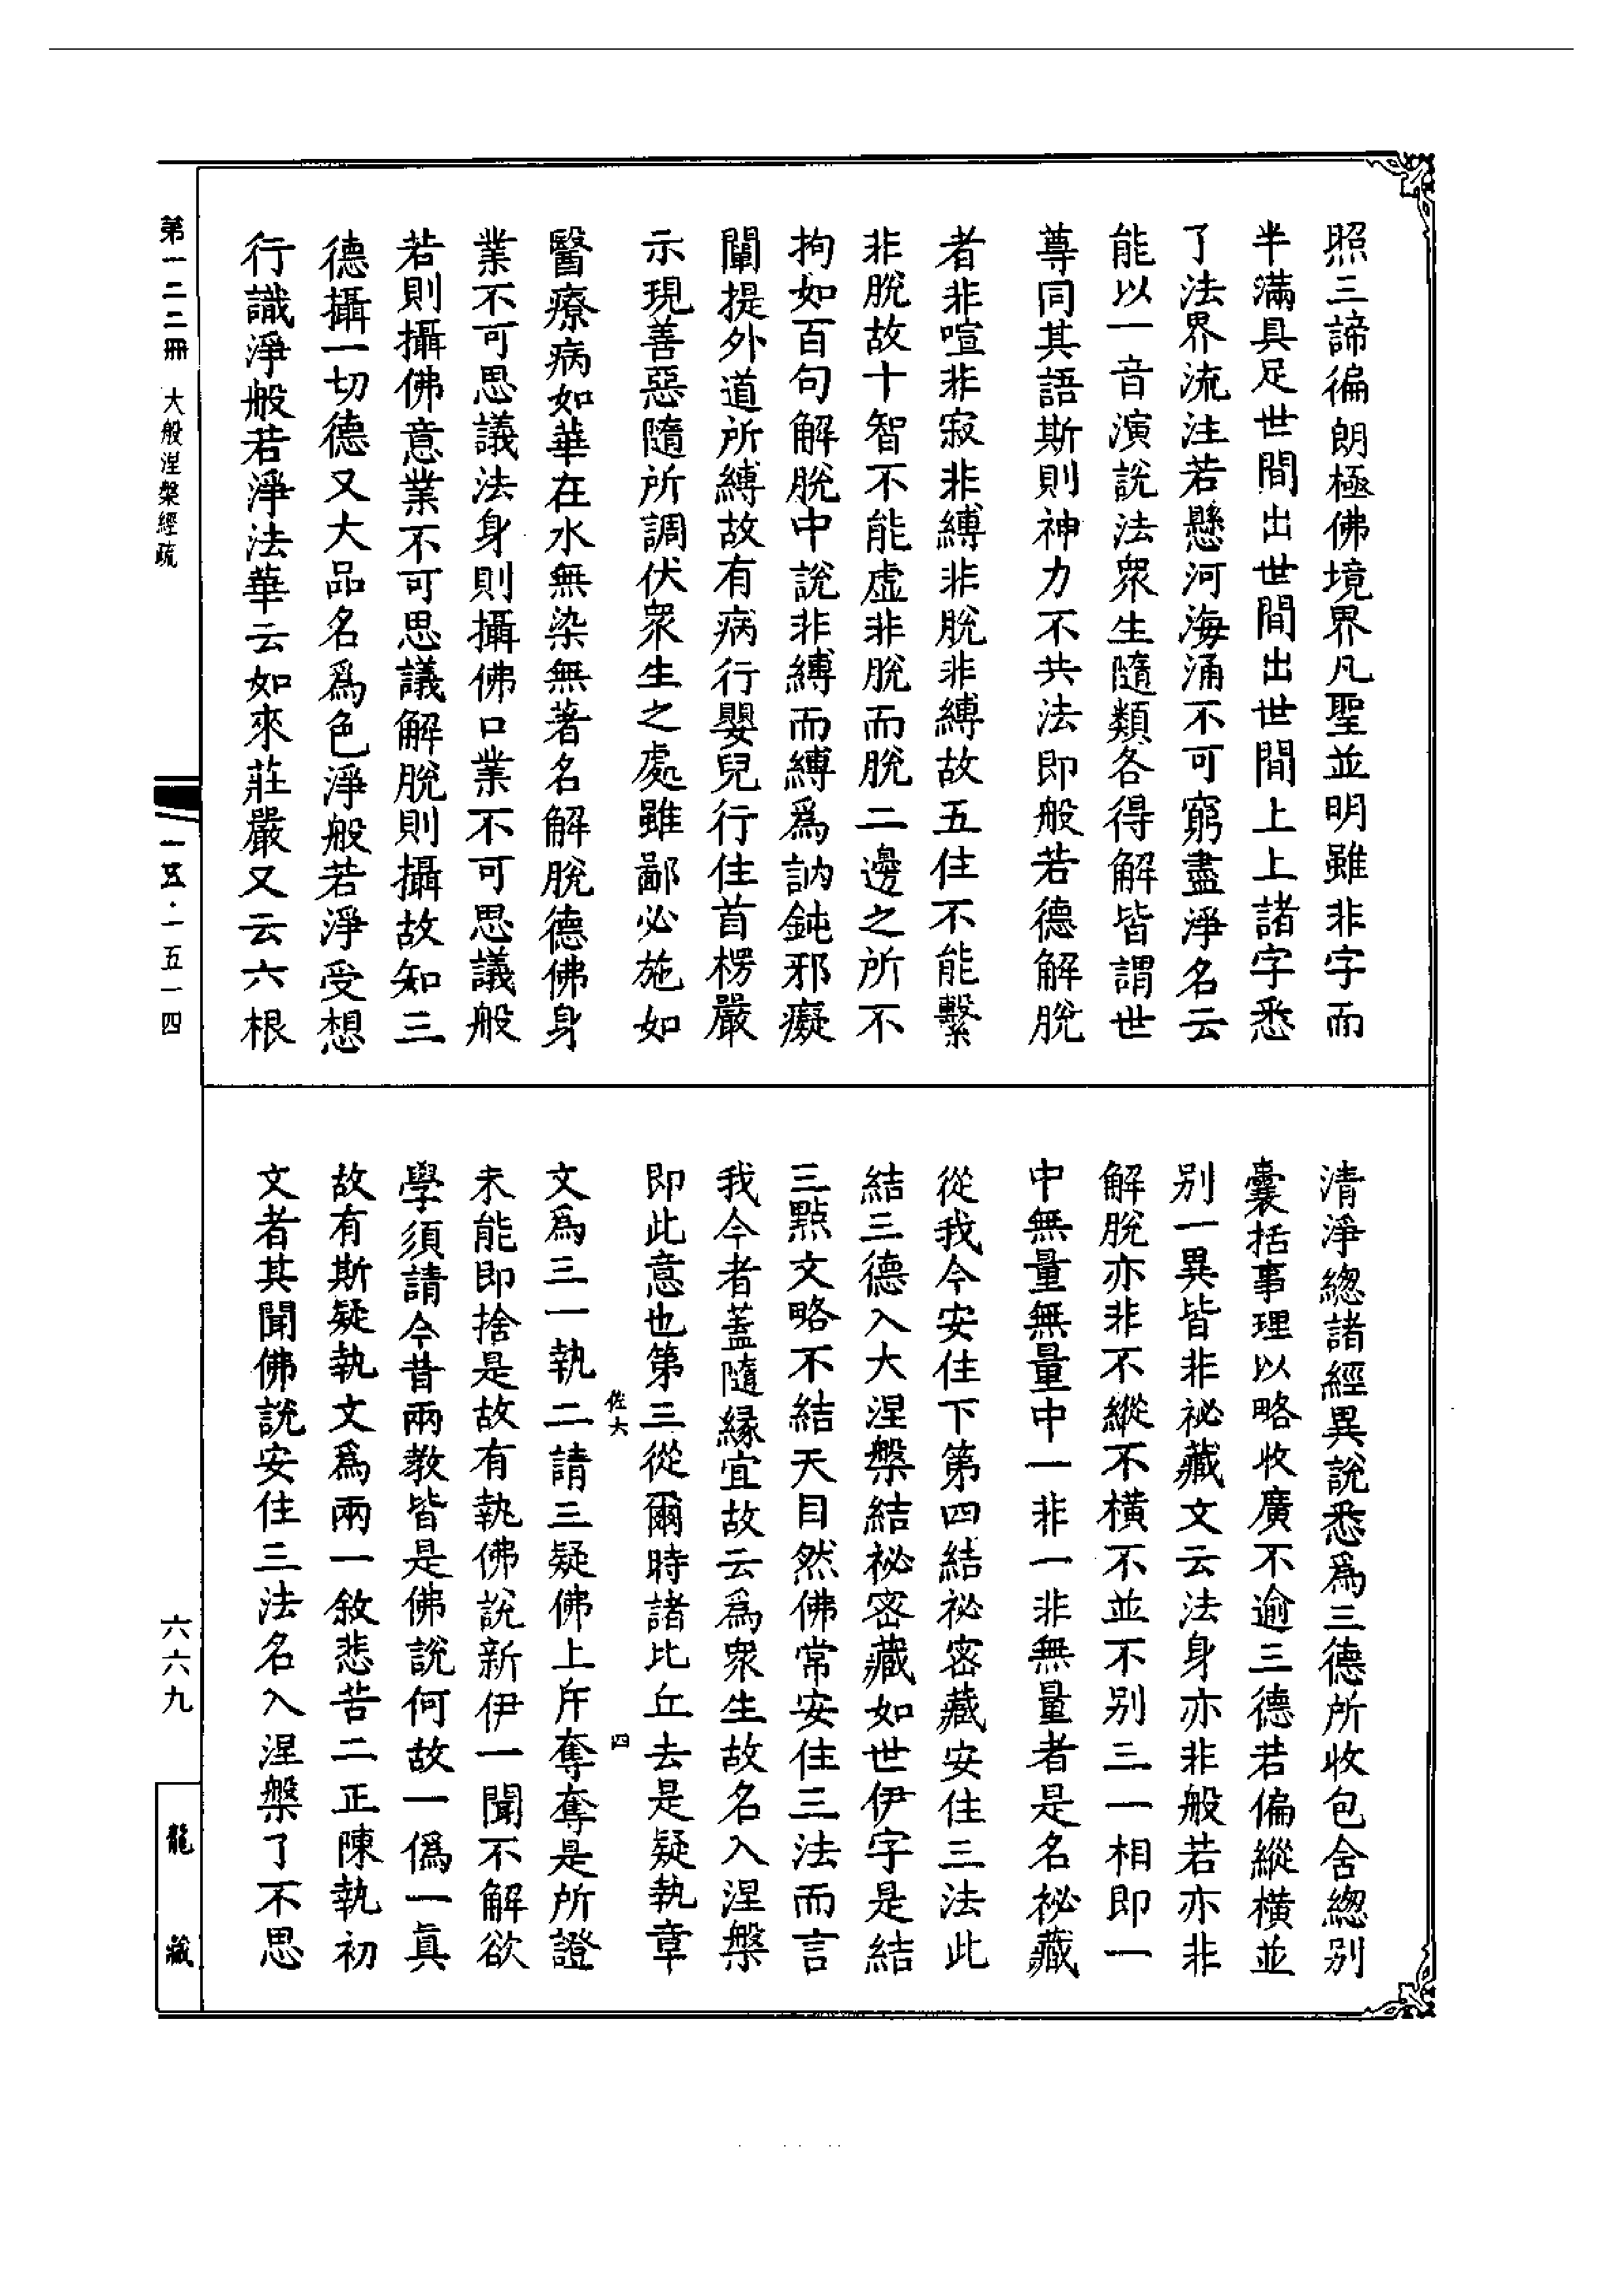 照三諦徧朗極佛境界凡聖並明雖非字而
半滿具足世間出世間出世間上上諸字悉
了法界流注若懸河海涌不可窮盡淨名云
能以一音演說法衆生隨類各得解皆謂世
尊同其語斯則神力不共法即般若德解脫
者非喧非寂非縛非脫非縛故五住不能繫
非脫故十智不能虛非脫而脫二邊之所不
拘如百句解脫中說非縛而縛爲訥鈍邪癡
闡提外道所縛故有病行嬰兒行住首楞嚴
示現善惡隨所調伏衆生之處雖鄙必施如
醫療病如華在水無染無著名解脫德佛身
業不可思議法身則攝佛口業不可思議般
若則攝佛意業不可思議解脫則攝故知三
德攝一切德又大品名爲色淨般若淨受想
行識淨般若淨法華云如來莊嚴又云六根
清淨總諸經異說悉爲三德所收包含總別
囊括事理以略收廣不逾三德若偏縱橫並
別一異皆非祕藏文云法身亦非般若亦非
解脫亦非不縱不橫不並不別三一相即一
中無量無量中一非一非無量者是名祕藏
從我今安住下第四結祕密藏安住三法此
結三德入大涅槃結祕密藏如世伊字是結
三點文略不結天目然佛常安住三法而言
我今者蓋隨緣宜故云爲衆生故名入涅槃
即此意也第三從爾時諸比丘去是疑執章
佐六
四
文爲三一執二請三疑佛上斥奪奪是所證
未能即捨是故有執佛說新伊一聞不解欲
學須請今昔兩教皆是佛說何故一僞一眞
故有斯疑執文爲兩一敘悲苦二正陳執初
文者其聞佛說安住三法名入涅槃了不思
第一二二冊 大般涅槃經疏
一五·一五一四
六六九
龍藏